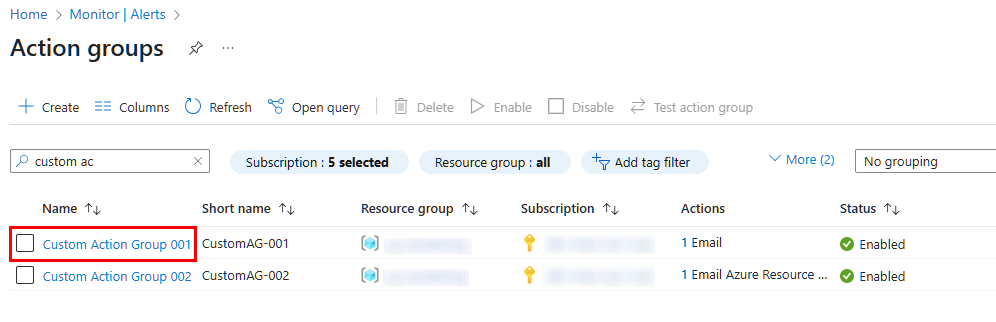 Home > Monitor | Alerts >
Action groups ...
Create Columns Refresh Open query Delete Enable Disable Test action group
custom ac Subscription : 5 selected Resource group : all Add tag filter More (2) No grouping
Name Short name Resource group Subscription Actions Status
Custom Action Group 001 CustomAG-001 1 Email Enabled
Custom Action Group 002 CustomAG-002 1 Email Azure Resource ... Enabled